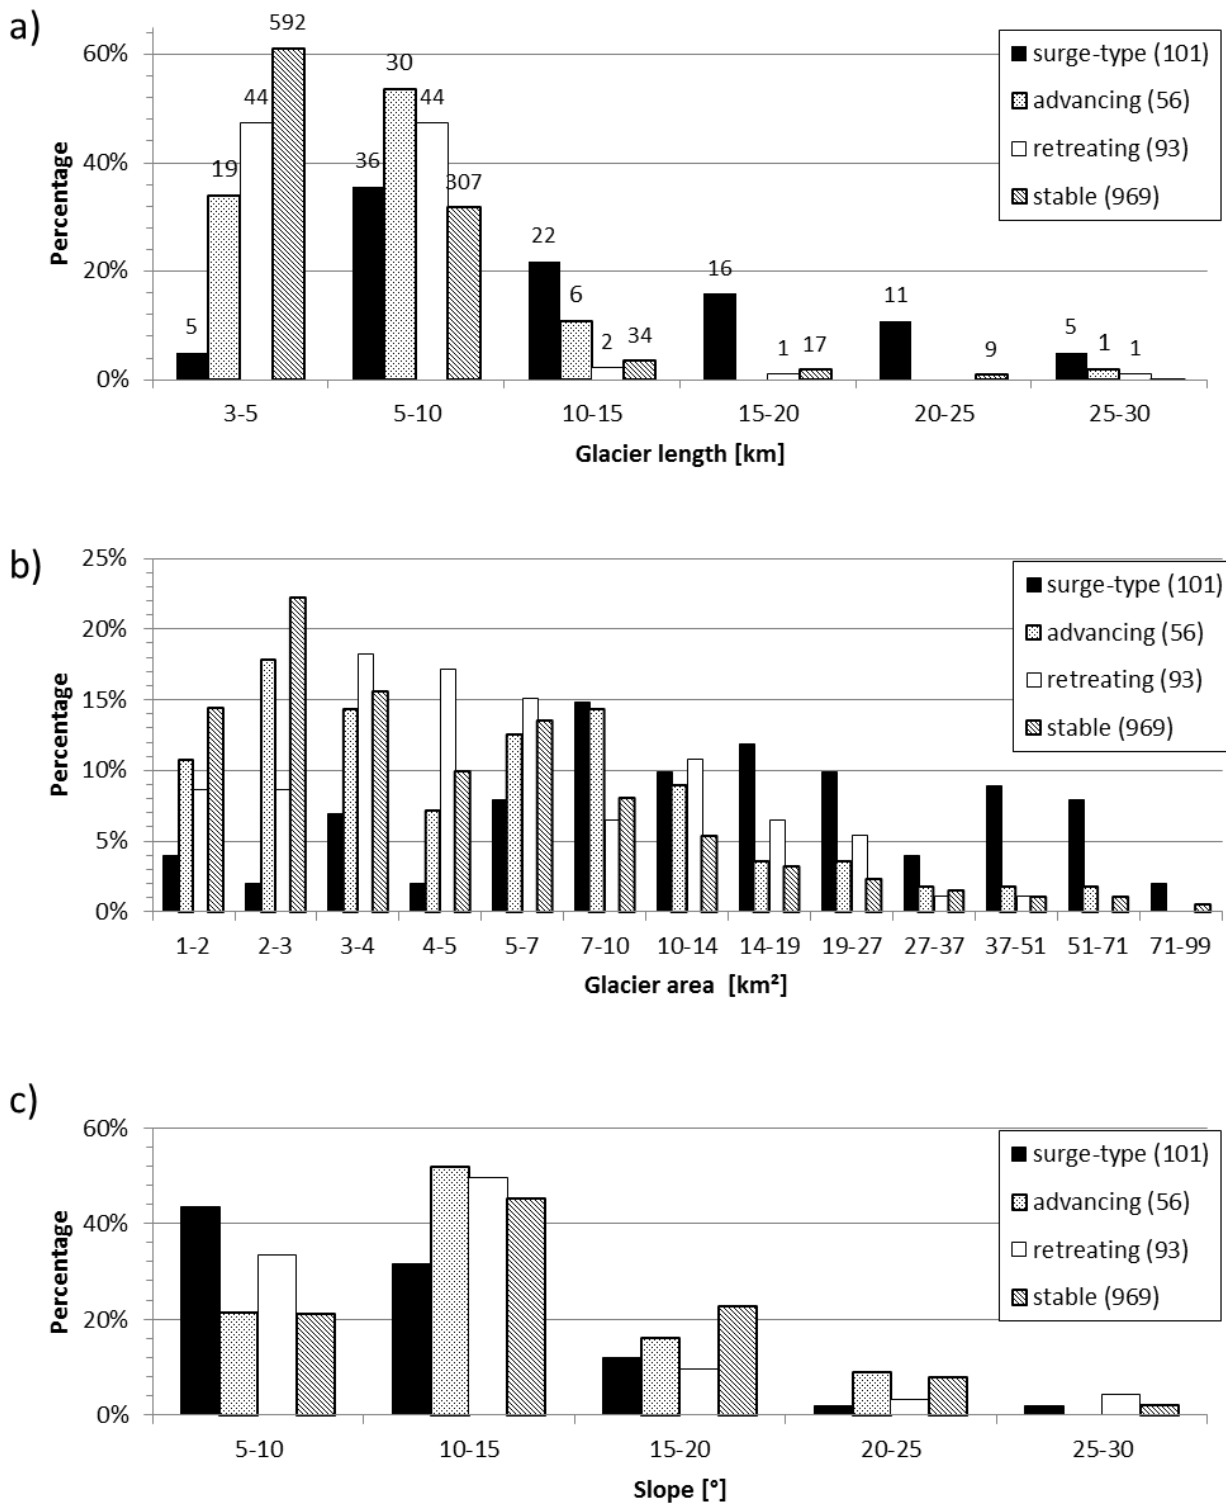 a)
Percentage
60%
40%
20%
0%
5
19
44
592
36
30
44
307
22
6
2
34
16
1
17
11
9
5
1
1
surge-type (101)
advancing (56)
retreating (93)
stable (969)
3-5
5-10
10-15
15-20
20-25
25-30
Glacier length [km]
b)
Percentage
25%
20%
15%
10%
5%
0%
surge-type (101)
advancing (56)
retreating (93)
stable (969)
1-2
2-3
3-4
4-5
5-7
7-10
10-14
14-19
19-27
27-37
37-51
51-71
71-99
Glacier area [km²]
c)
Percentage
60%
40%
20%
0%
surge-type (101)
advancing (56)
retreating (93)
stable (969)
5-10
10-15
15-20
20-25
25-30
Slope [°]